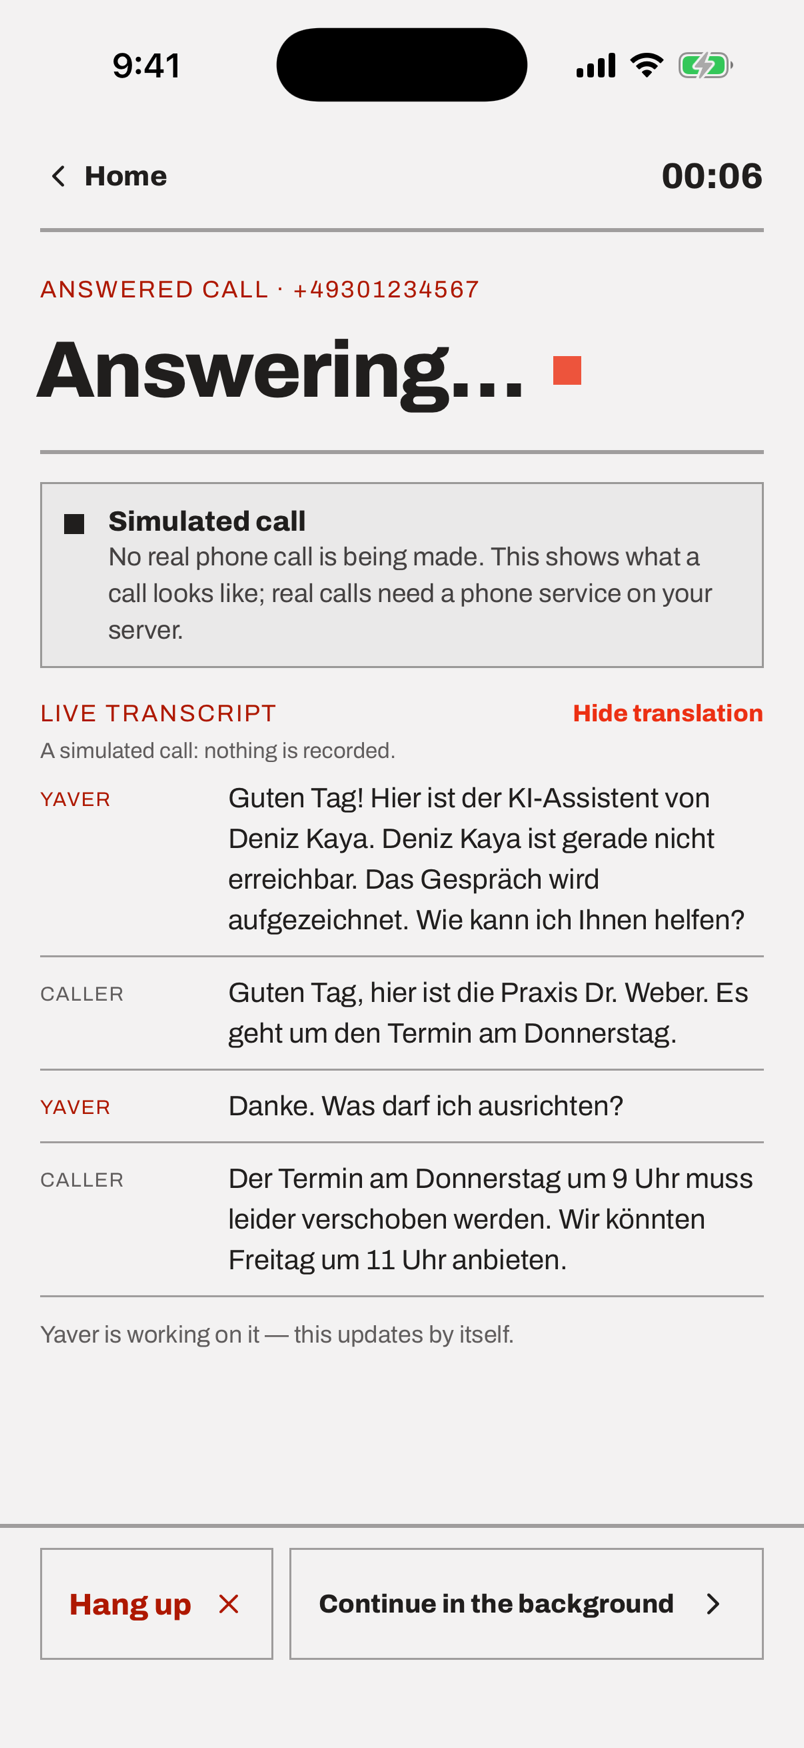 9:41
Home
00:06
ANSWERED CALL · +49301234567
Answering...
Simulated call
No real phone call is being made. This shows what a
call looks like; real calls need a phone service on your
server.
LIVE TRANSCRIPT
Hide translation
A simulated call: nothing is recorded.
YAVER
Guten Tag! Hier ist der KI-Assistent von
Deniz Kaya. Deniz Kaya ist gerade nicht
erreichbar. Das Gespräch wird
aufgezeichnet. Wie kann ich Ihnen helfen?
CALLER
Guten Tag, hier ist die Praxis Dr. Weber. Es
geht um den Termin am Donnerstag.
YAVER
Danke. Was darf ich ausrichten?
CALLER
Der Termin am Donnerstag um 9 Uhr muss
leider verschoben werden. Wir könnten
Freitag um 11 Uhr anbieten.
Yaver is working on it — this updates by itself.
Hang up
Continue in the background